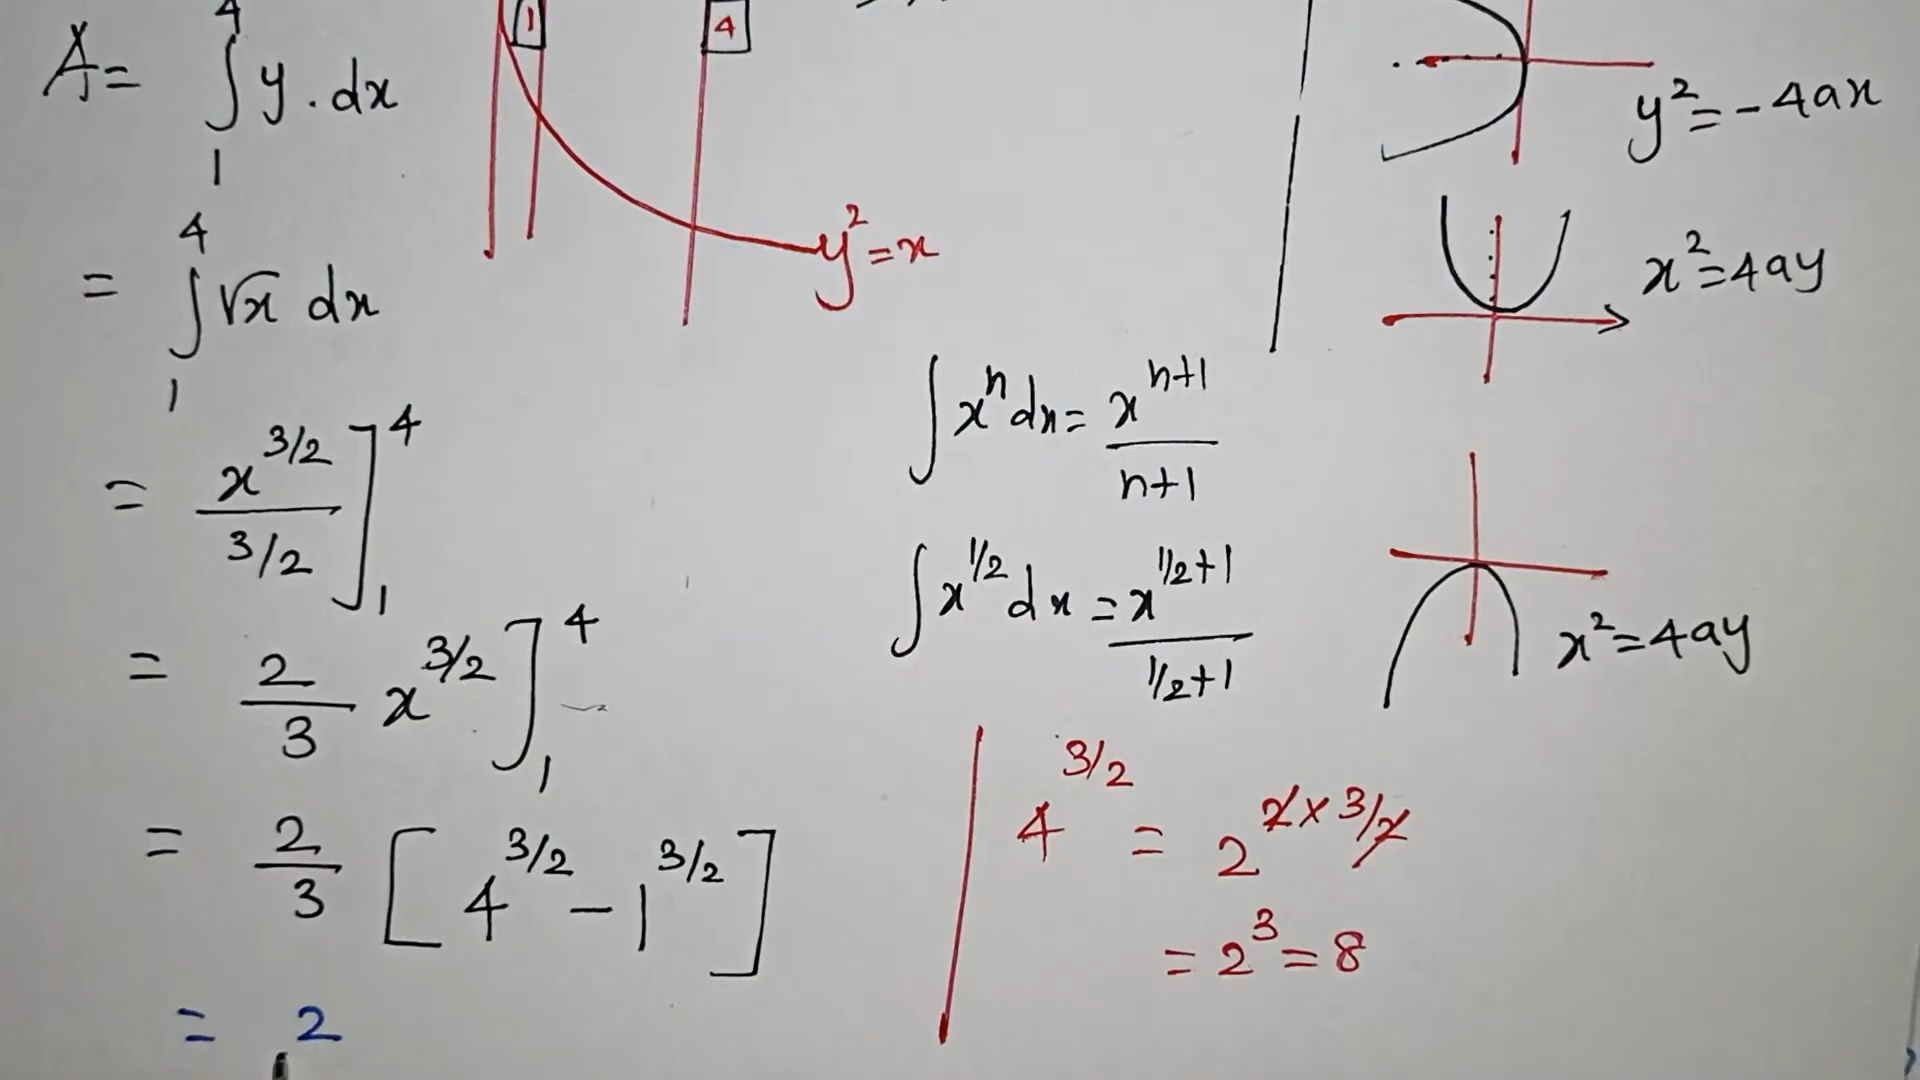 A = ∫₁⁴ y . dx
= ∫₁⁴ √x dx
= x^3/2 / 3/2 ]₁⁴
= 2/3 x^3/2 ]₁⁴
= 2/3 [ 4^3/2 - 1^3/2 ]
= 2
1
4
y² = x
∫ x^n dx = x^n+1 / n+1
∫ x^1/2 dx = x^1/2+1 / 1/2+1
4^3/2 = 2^2×3/2
= 2³ = 8
y² = -4ax
x² = 4ay
x² = 4ay